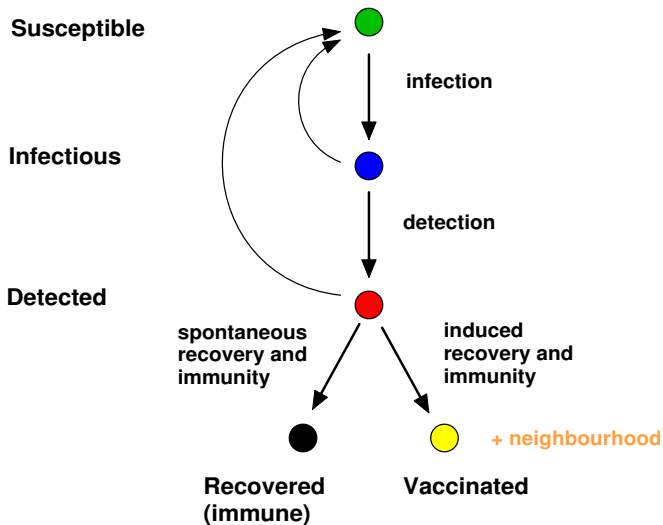 Susceptible
infection
Infectious
detection
Detected
spontaneous
recovery and
immunity
induced
recovery and
immunity
+ neighbourhood
Recovered
(immune)
Vaccinated